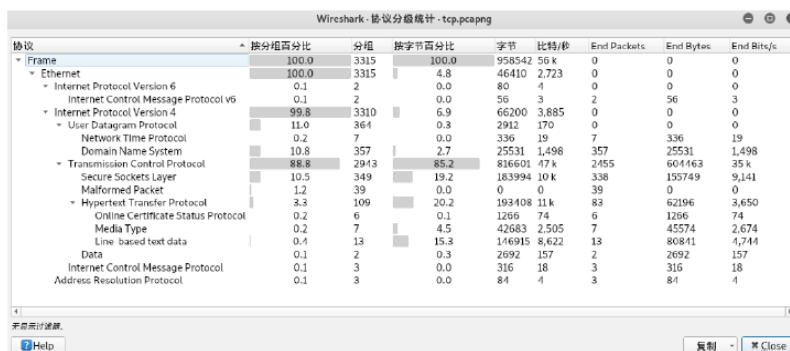 Wireshark · 协议分级统计 · tcp.pcapng
协议 按分组百分比 分组 按字节百分比 字节 比特/秒 End Packets End Bytes End Bits/s
Frame 100.0 3315 100.0 958542 56 k 0 0 0
Ethernet 100.0 3315 4.8 46410 2,723 0 0 0
Internet Protocol Version 6 0.1 2 0.0 80 4 0 0 0
Internet Control Message Protocol v6 0.1 2 0.0 56 3 2 56 3
Internet Protocol Version 4 99.8 3310 6.9 66200 3,885 0 0 0
User Datagram Protocol 11.0 364 0.3 2912 170 0 0 0
Network Time Protocol 0.2 7 0.0 336 19 7 336 19
Domain Name System 10.8 357 2.7 25531 1,498 357 25531 1,498
Transmission Control Protocol 88.8 2943 85.2 816601 47 k 2455 604463 35 k
Secure Sockets Layer 10.5 349 19.2 183994 10 k 338 155749 9,141
Malformed Packet 1.2 39 0.0 0 0 39 0 0
Hypertext Transfer Protocol 3.3 109 20.2 193408 11 k 83 62196 3,650
Online Certificate Status Protocol 0.2 6 0.1 1266 74 6 1266 74
Media Type 0.2 7 4.5 42683 2,505 7 45574 2,674
Line-based text data 0.4 13 15.3 146915 8,622 13 80841 4,744
Data 0.1 2 0.3 2692 157 2 2692 157
Internet Control Message Protocol 0.1 3 0.0 316 18 3 316 18
Address Resolution Protocol 0.1 3 0.0 84 4 3 84 4
无显示过滤器。
Help 复制 Close